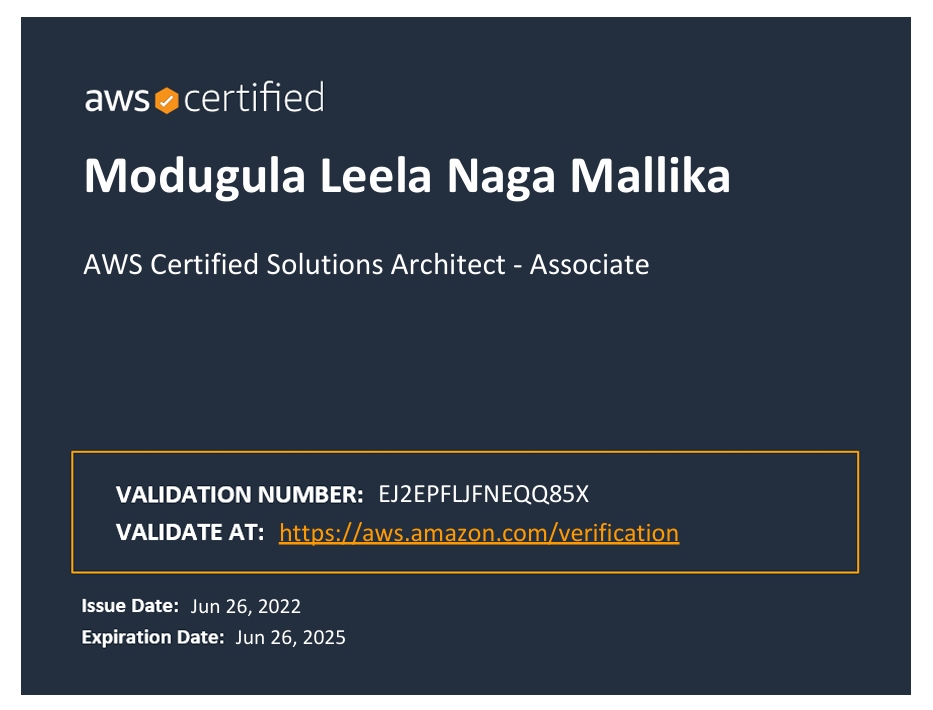 aws certified
Modugula Leela Naga Mallika
AWS Certified Solutions Architect - Associate
VALIDATION NUMBER: EJ2EPFLJFNEQQ85X
VALIDATE AT: https://aws.amazon.com/verification
Issue Date: Jun 26, 2022
Expiration Date: Jun 26, 2025